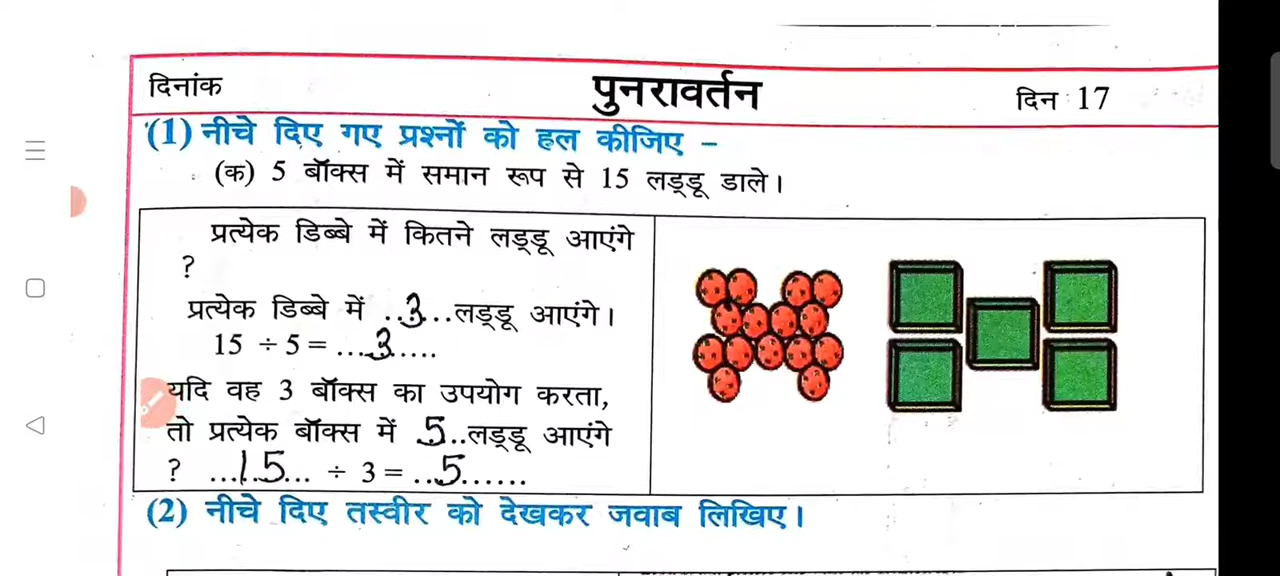 दिनांक पुनरावर्तन दिन : 17
(1) नीचे दिए गए प्रश्नों को हल कीजिए –
(क) 5 बॉक्स में समान रूप से 15 लड्डू डाले।
प्रत्येक डिब्बे में कितने लड्डू आएंगे
?
प्रत्येक डिब्बे में ..3...लड्डू आएंगे।
15 ÷ 5 = ....3.....
यदि वह 3 बॉक्स का उपयोग करता,
तो प्रत्येक बॉक्स में 5..लड्डू आएंगे
? ...15... ÷ 3 = ..5......
(2) नीचे दिए तस्वीर को देखकर जवाब लिखिए।